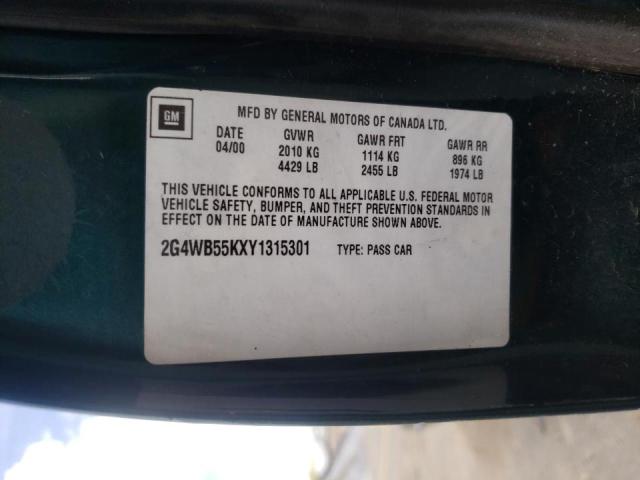 GM
MFD BY GENERAL MOTORS OF CANADA LTD.
DATE GVWR GAWR FRT GAWR RR
04/00 2010 KG 1114 KG 896 KG
4429 LB 2455 LB 1974 LB
THIS VEHICLE CONFORMS TO ALL APPLICABLE U.S. FEDERAL MOTOR
VEHICLE SAFETY, BUMPER, AND THEFT PREVENTION STANDARDS IN
EFFECT ON THE DATE OF MANUFACTURE SHOWN ABOVE.
2G4WB55KXY1315301 TYPE: PASS CAR